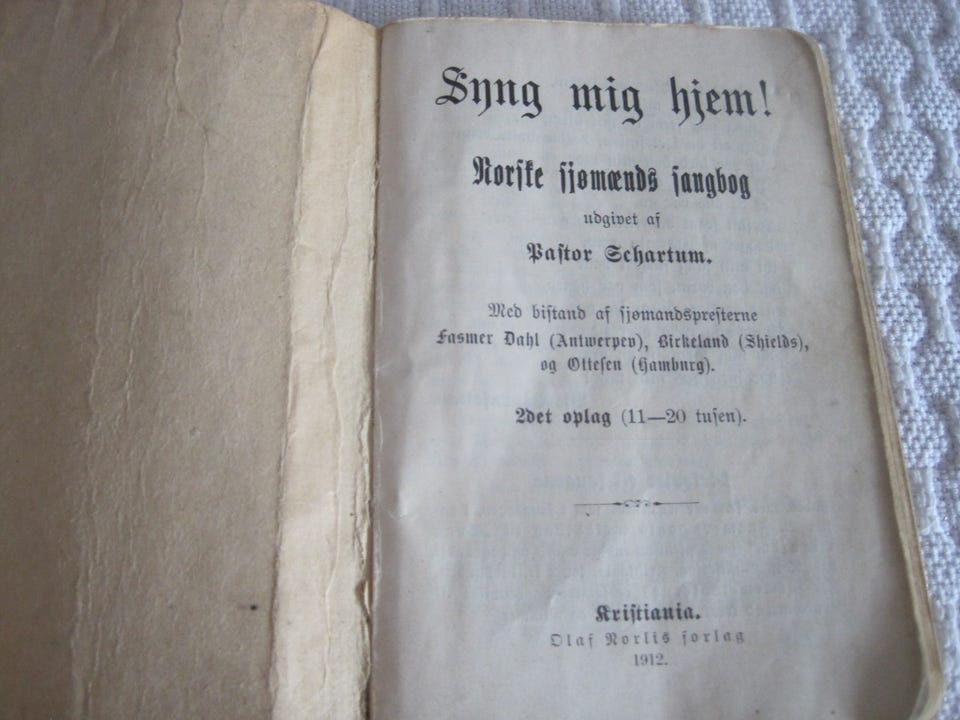 Syng mig hjem!
Norske sjømænds sangbog
udgivet af
Pastor Schartum.
Med bistand af sjømandspresterne
Fasmer Dahl (Antwerpen), Birkeland (Shields),
og Ottesen (Hamburg).
2det oplag (11—20 tusen).
Kristiania.
Olaf Norlis forlag
1912.